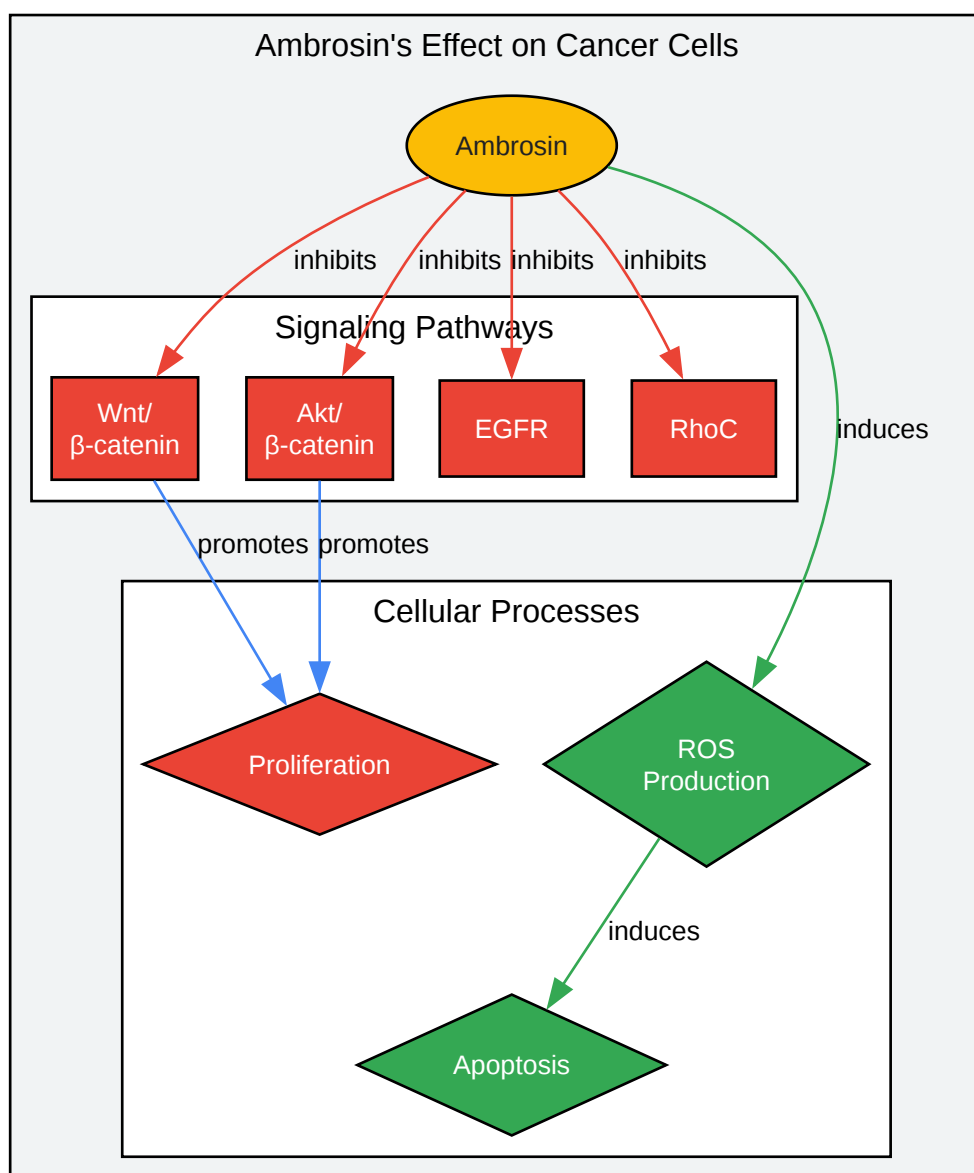 Ambrosin's Effect on Cancer Cells
Ambrosin
inhibits
inhibits
inhibits
inhibits
induces
Signaling Pathways
Wnt/
β-catenin
Akt/
β-catenin
EGFR
RhoC
promotes
promotes
Cellular Processes
Proliferation
ROS
Production
induces
Apoptosis